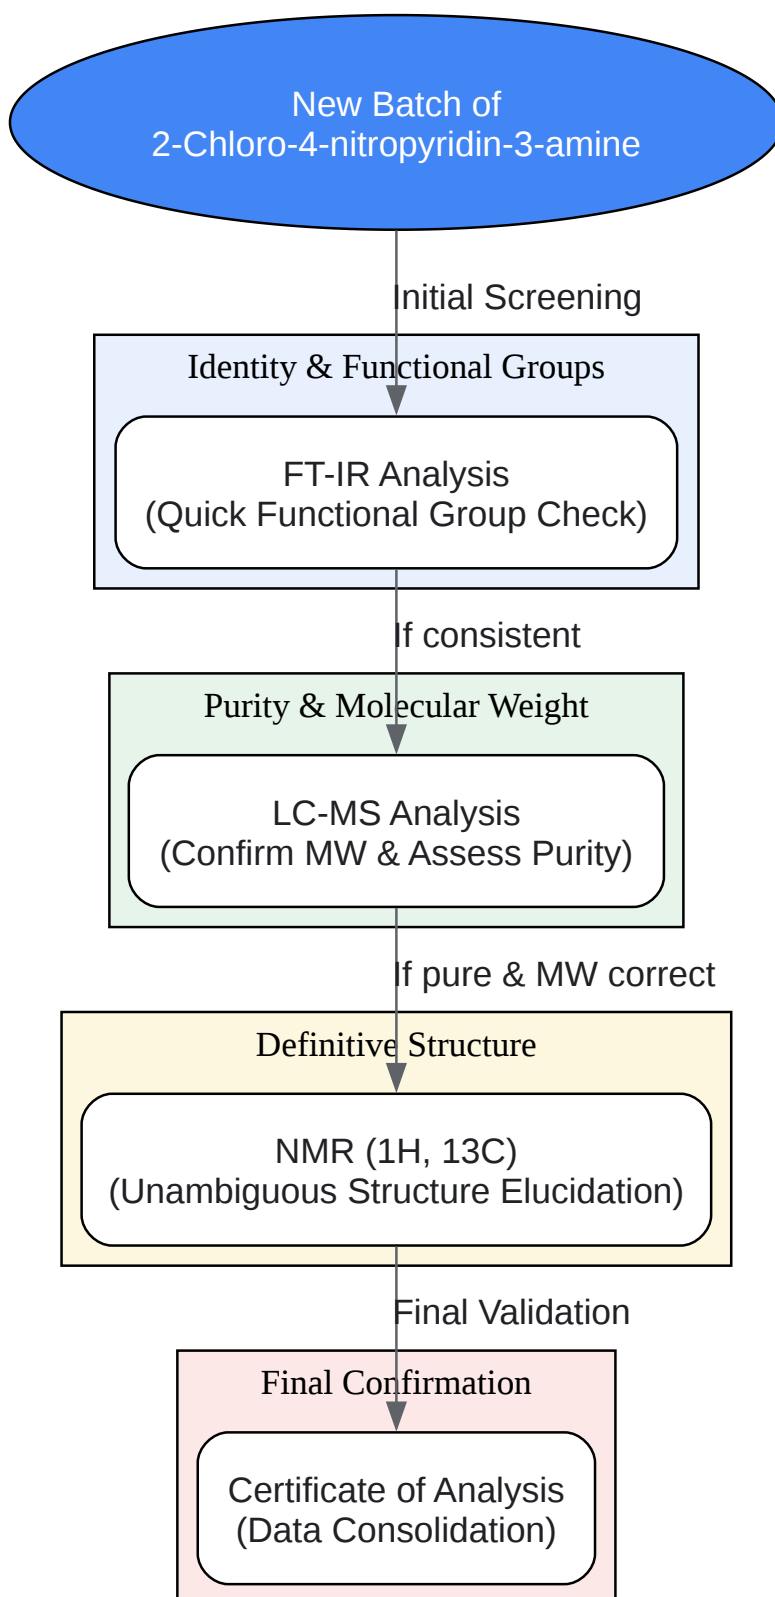 New Batch of
2-Chloro-4-nitropyridin-3-amine
Initial Screening
Identity & Functional Groups
FT-IR Analysis
(Quick Functional Group Check)
If consistent
Purity & Molecular Weight
LC-MS Analysis
(Confirm MW & Assess Purity)
If pure & MW correct
Definitive Structure
NMR (1H, 13C)
(Unambiguous Structure Elucidation)
Final Validation
Final Confirmation
Certificate of Analysis
(Data Consolidation)